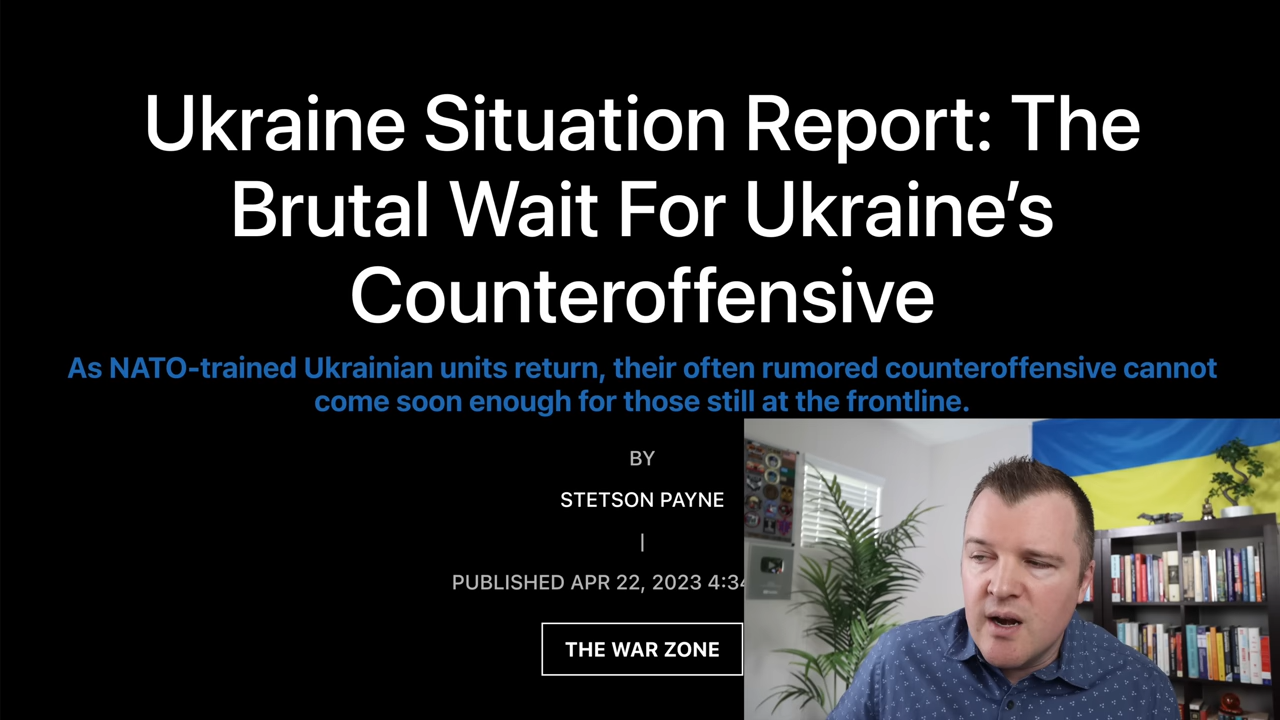 Ukraine Situation Report: The
Brutal Wait For Ukraine’s
Counteroffensive
As NATO-trained Ukrainian units return, their often rumored counteroffensive cannot
come soon enough for those still at the frontline.
BY
STETSON PAYNE
|
PUBLISHED APR 22, 2023
THE WAR ZONE